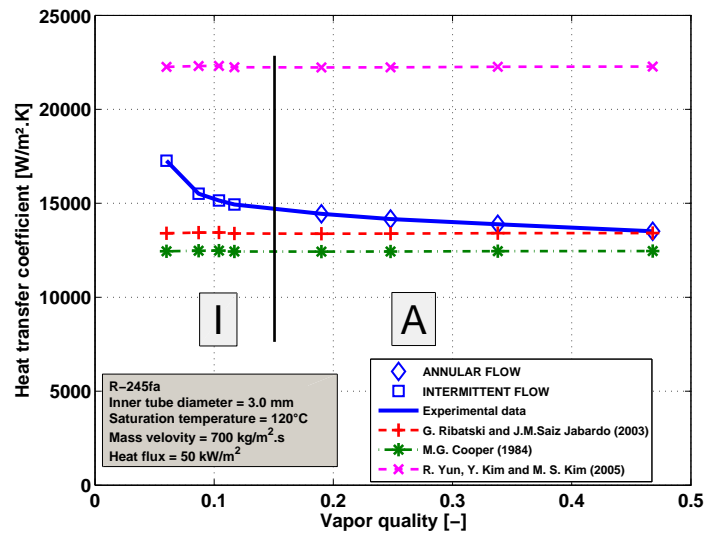 25000
20000
15000
10000
5000
0
Heat transfer coefficient [W/m².K]
I
A
R−245fa
Inner tube diameter = 3.0 mm
Saturation temperature = 120°C
Mass velovity = 700 kg/m².s
Heat flux = 50 kW/m²
ANNULAR FLOW
INTERMITTENT FLOW
Experimental data
G. Ribatski and J.M.Saiz Jabardo (2003)
M.G. Cooper (1984)
R. Yun, Y. Kim and M. S. Kim (2005)
0 0.1 0.2 0.3 0.4 0.5
Vapor quality [−]